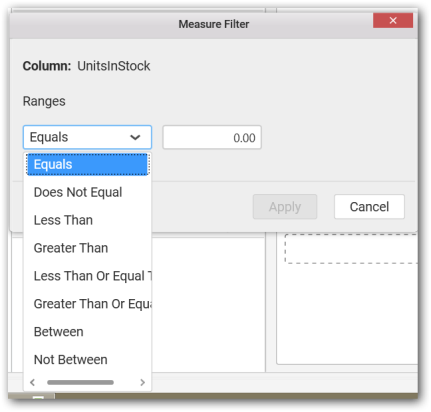 Measure Filter
Column: UnitsInStock
Ranges
Equals
0.00
Equals
Does Not Equal
Less Than
Greater Than
Less Than Or Equal
Greater Than Or
Between
Not Between
Apply
Cancel